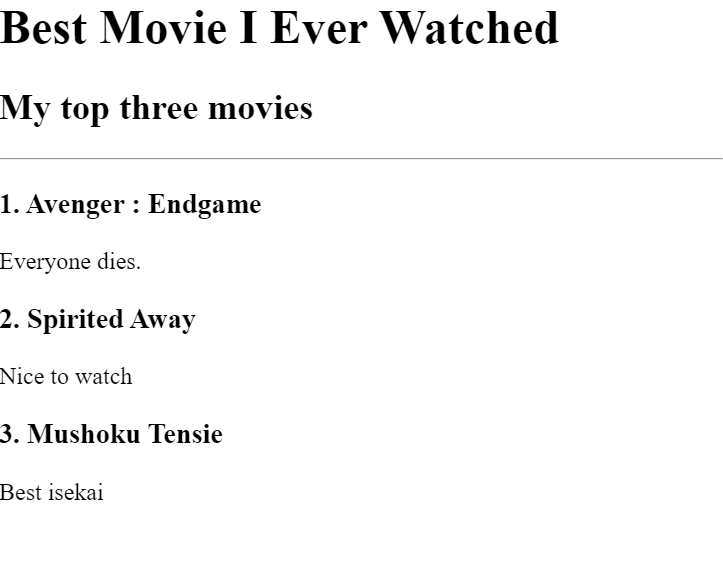 Best Movie I Ever Watched
My top three movies
1. Avenger : Endgame
Everyone dies.
2. Spirited Away
Nice to watch
3. Mushoku Tensie
Best isekai